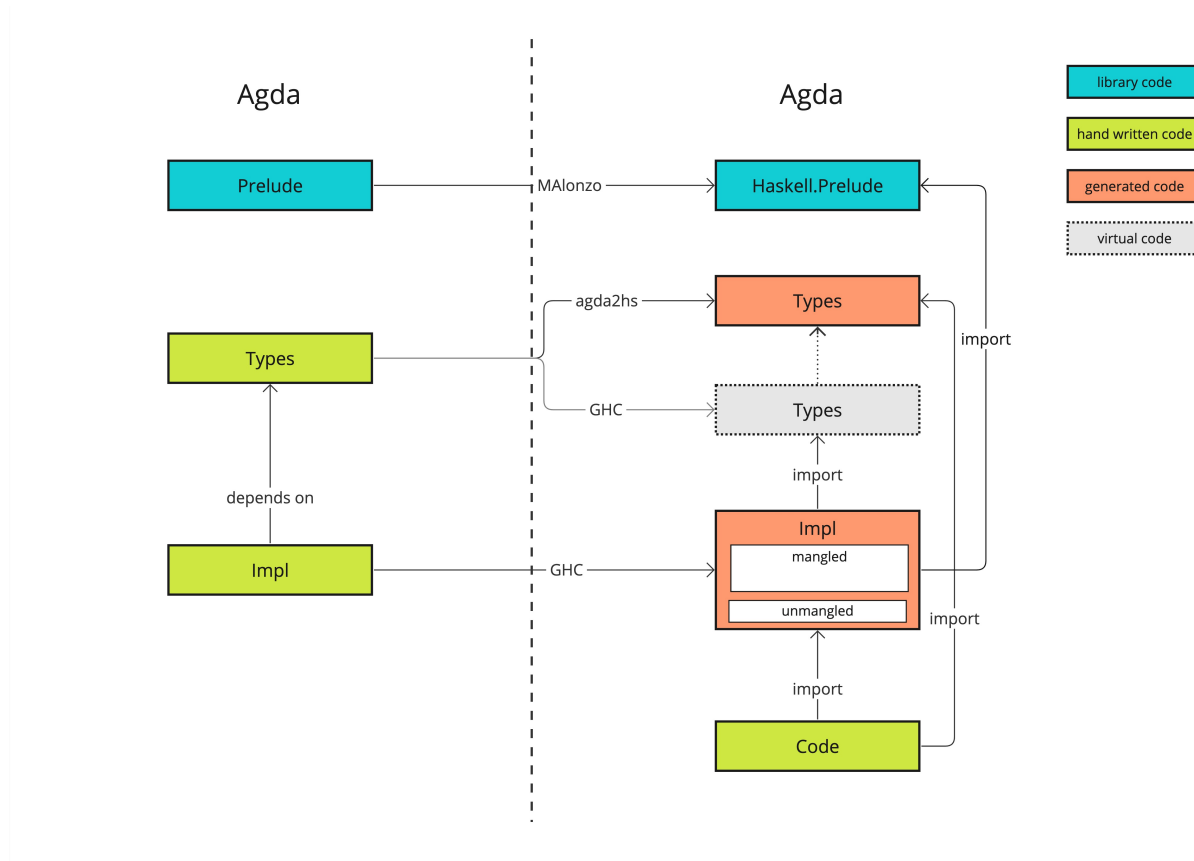 Agda
Agda
library code
hand written code
generated code
virtual code
Prelude
MAlonzo
Haskell.Prelude
agda2hs
Types
import
Types
GHC
Types
import
depends on
Impl
mangled
Impl
GHC
unmangled
import
import
Code